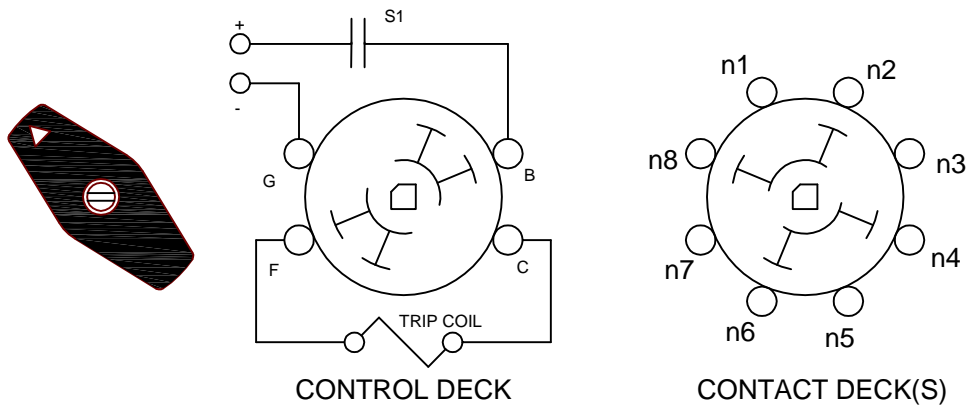 S1
+
-
G
B
F
C
TRIP COIL
CONTROL DECK
n1
n2
n8
n3
n7
n4
n6
n5
CONTACT DECK(S)